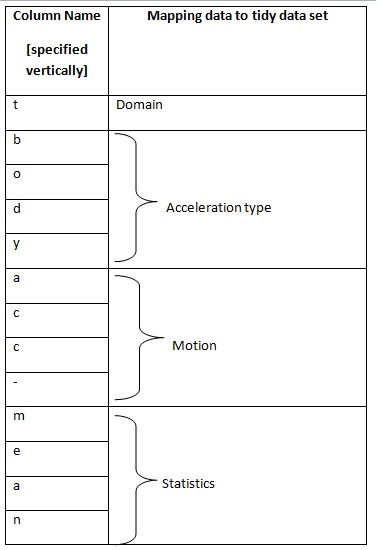 Column Name
[specified
vertically]
Mapping data to tidy data set
t
Domain
b
o
d
y
Acceleration type
a
c
c
-
Motion
m
e
a
n
Statistics